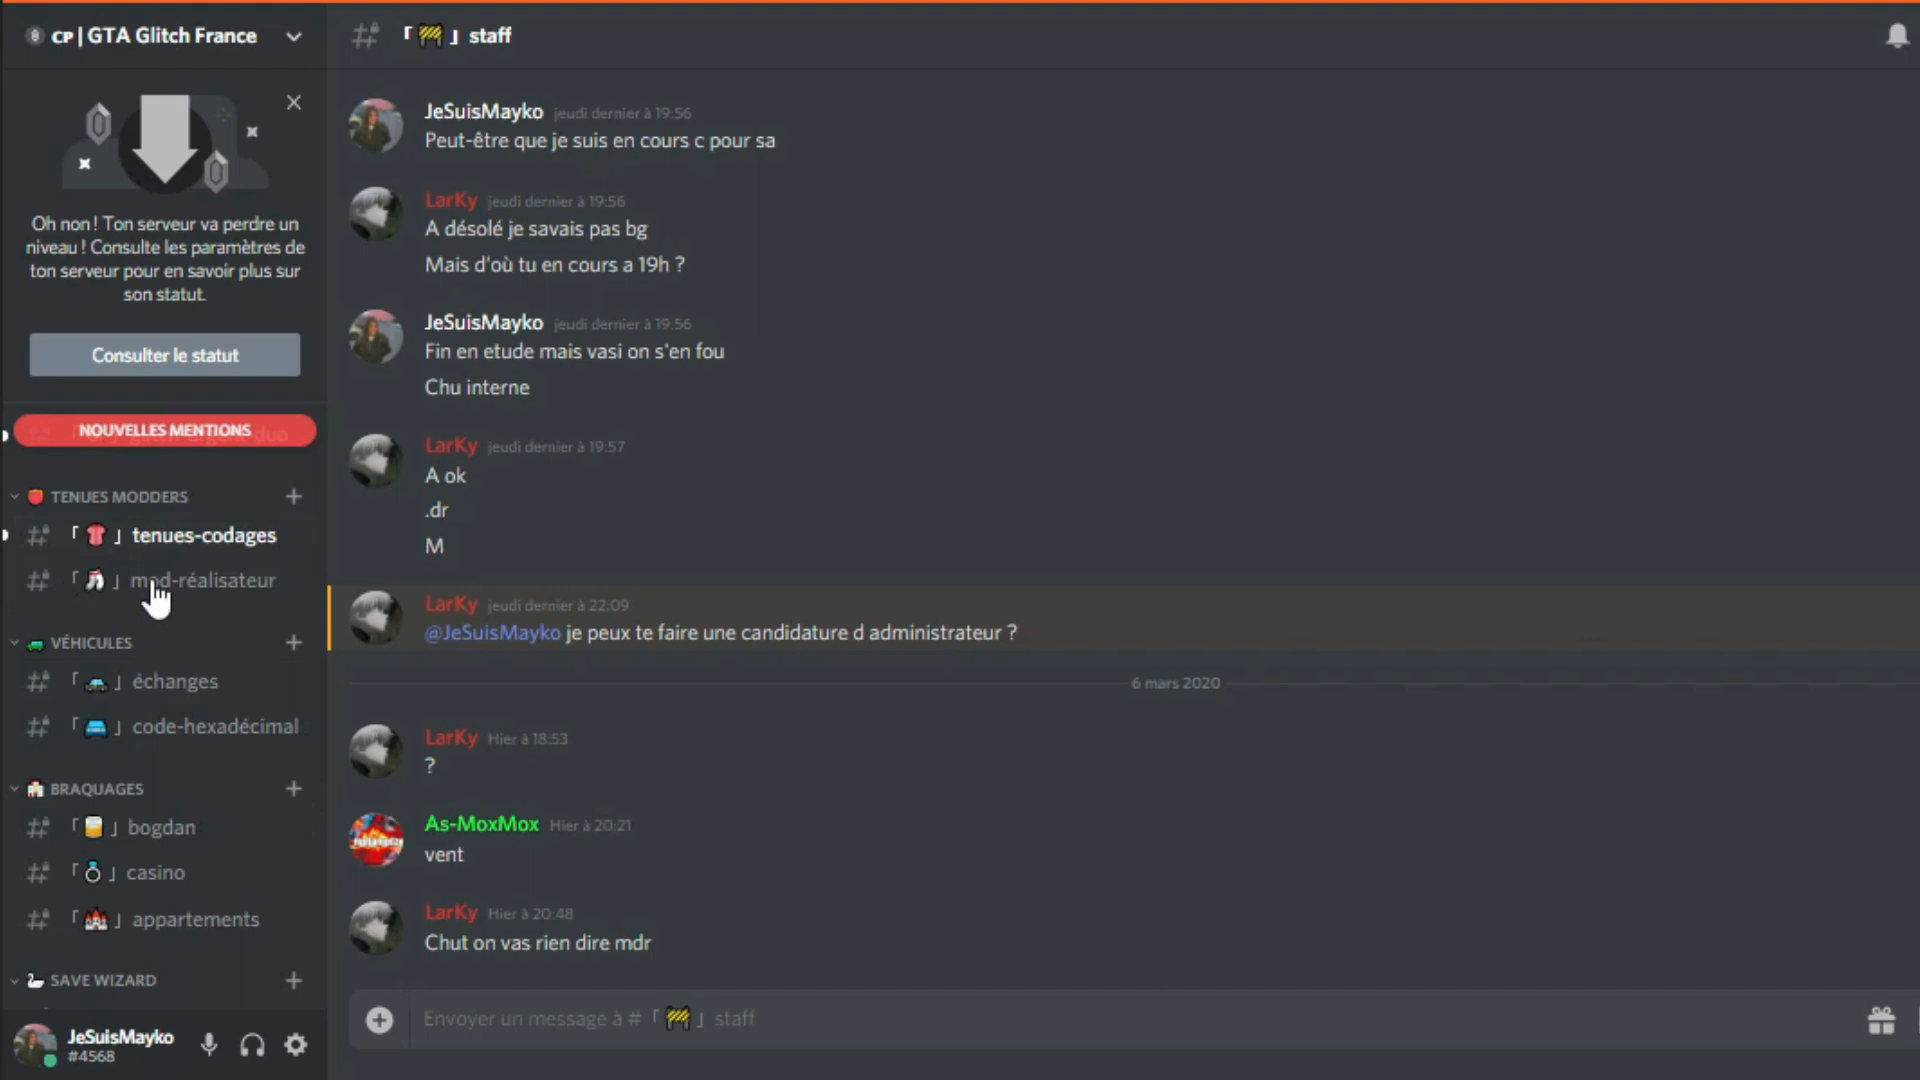 CP | GTA Glitch France
Oh non ! Ton serveur va perdre un
niveau ! Consulte les paramètres de
ton serveur pour en savoir plus sur
son statut.
Consulter le statut
NOUVELLES MENTIONS
TENUES MODDERS
「👚」tenues-codages
「🧦」mod-réalisateur
VÉHICULES
「🚓」échanges
「🚘」code-hexadécimal
BRAQUAGES
「🥃」bogdan
「💍」casino
「🏰」appartements
SAVE WIZARD
JeSuisMayko
#4568
「🚧」staff
JeSuisMayko jeudi dernier à 19:56
Peut-être que je suis en cours c pour sa
LarKy jeudi dernier à 19:56
A désolé je savais pas bg
Mais d'où tu en cours a 19h ?
JeSuisMayko jeudi dernier à 19:56
Fin en etude mais vasi on s'en fou
Chu interne
LarKy jeudi dernier à 19:57
A ok
.dr
M
LarKy jeudi dernier à 22:09
@JeSuisMayko je peux te faire une candidature d administrateur ?
6 mars 2020
LarKy Hier à 18:53
?
As-MoxMox Hier à 20:21
vent
LarKy Hier à 20:48
Chut on vas rien dire mdr
Envoyer un message à #「🚧」staff